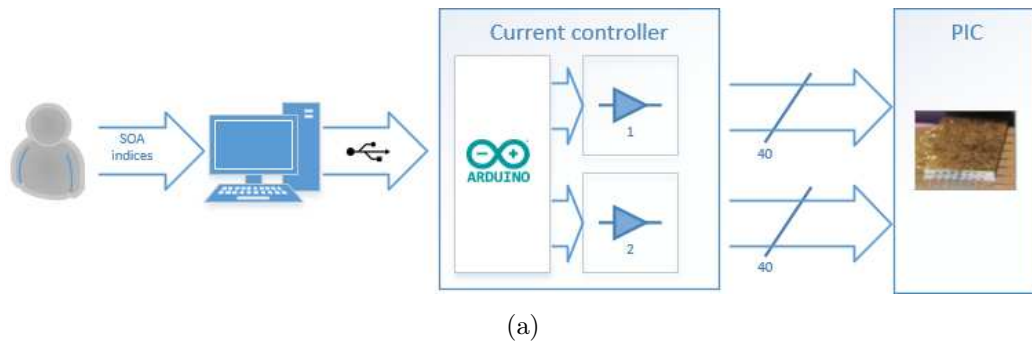 Current controller
PIC
SOA
indices
ARDUINO
1
40
2
40
(a)